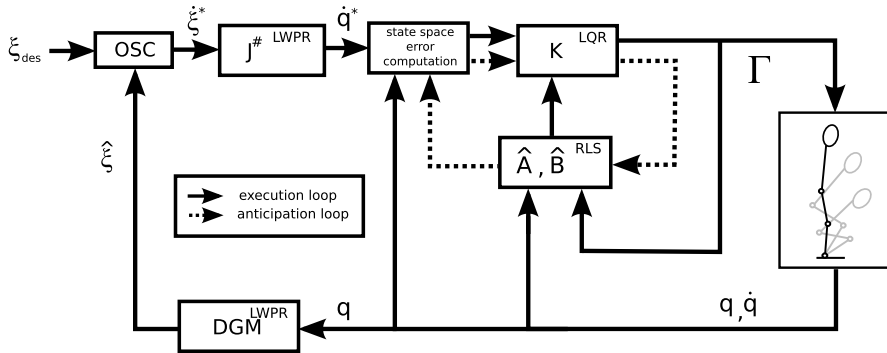 ξdes
OSC
ξ̇*
J# LWPR
q̇*
state space
error
computation
K LQR
Γ
ξ̂
Â , B̂ RLS
execution loop
anticipation loop
DGM LWPR
q
q , q̇